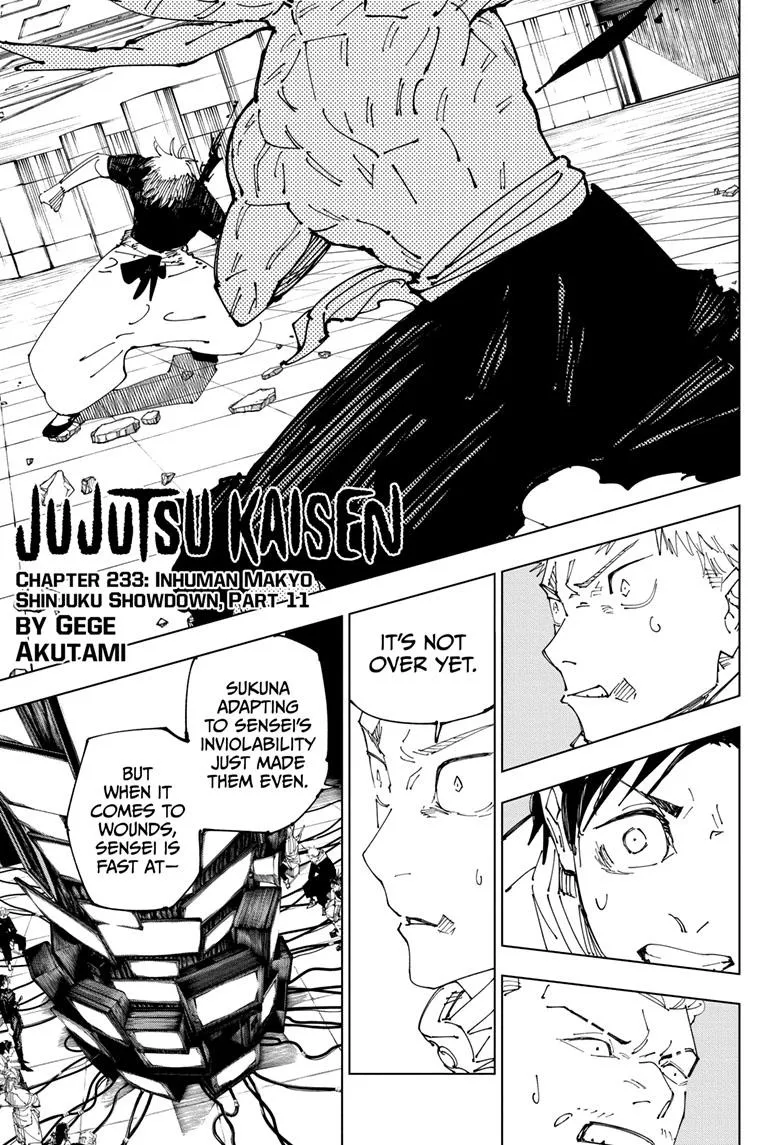 JUJUTSU KAISEN
CHAPTER 233: INHUMAN MAKYO
SHINJUKU SHOWDOWN, PART 11
BY GEGE
AKUTAMI
IT'S NOT
OVER YET.
SUKUNA
ADAPTING
TO SENSEI'S
INVIOLABILITY
JUST MADE
THEM EVEN.
BUT
WHEN IT
COMES TO
WOUNDS,
SENSEI IS
FAST AT—